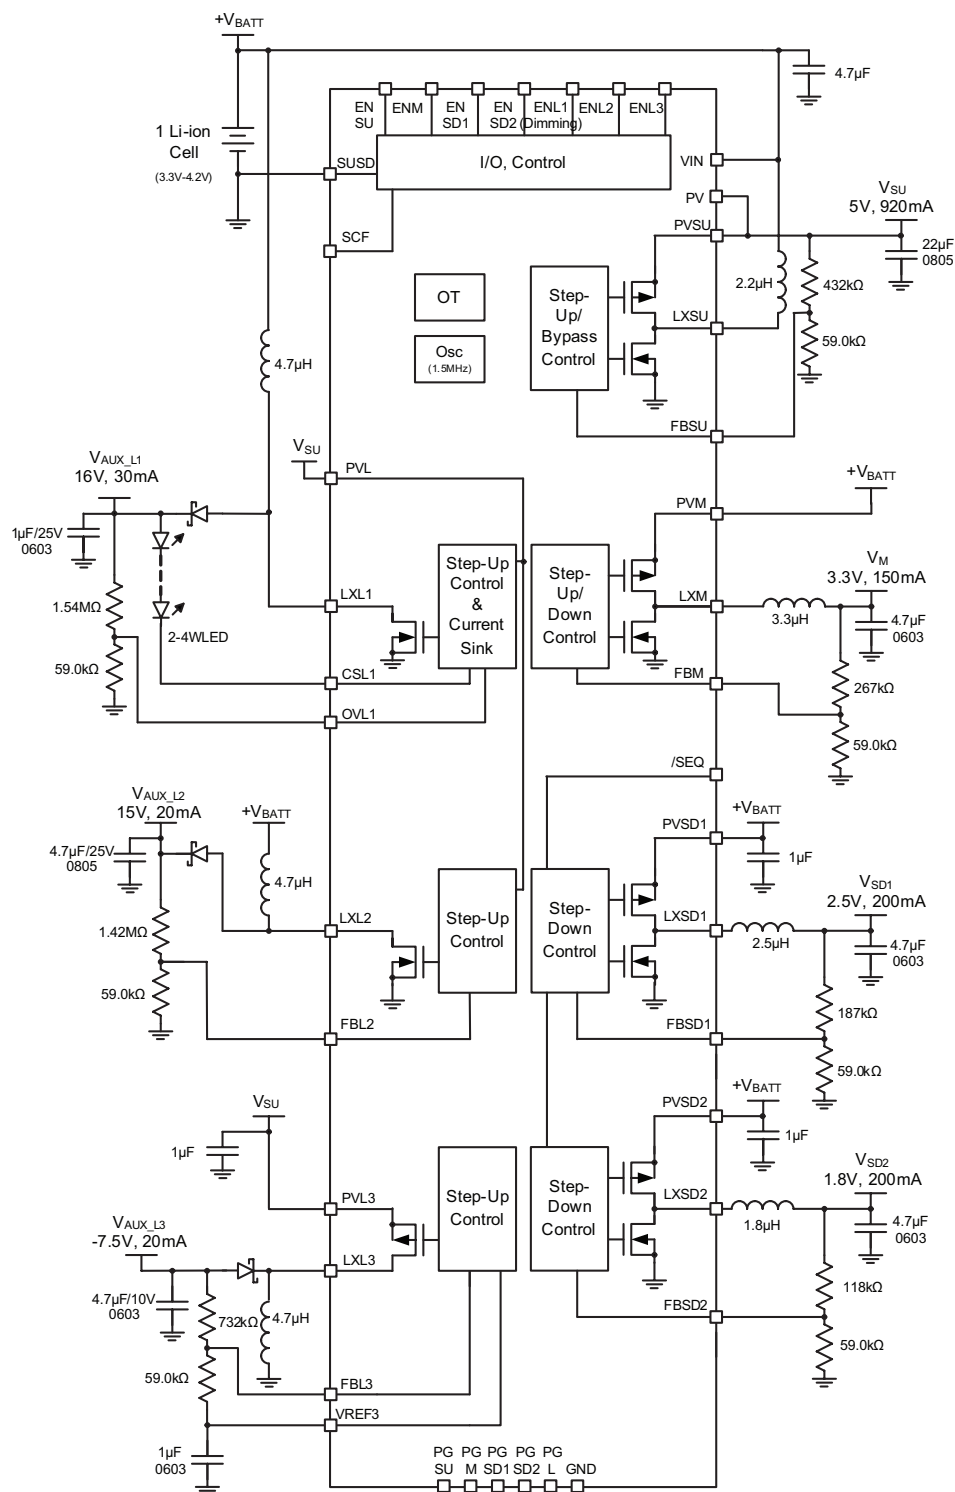 +VBATT
4.7µF
1 Li-ion
Cell
(3.3V-4.2V)
EN
SU
ENM
EN
SD1
EN
SD2
ENL1
(Dimming)
ENL2
ENL3
SUSD
I/O, Control
VIN
PV
SCF
PVSU
VSU
5V, 920mA
22µF
0805
OT
Osc
(1.5MHz)
Step-
Up/
Bypass
Control
LXSU
2.2µH
432kΩ
59.0kΩ
4.7µH
FBSU
VSU
PVL
VAUX_L1
16V, 30mA
1µF/25V
0603
1.54MΩ
59.0kΩ
2-4WLED
LXL1
CSL1
OVL1
Step-Up
Control
&
Current
Sink
Step-
Up/
Down
Control
PVM
+VBATT
LXM
3.3µH
VM
3.3V, 150mA
4.7µF
0603
FBM
267kΩ
59.0kΩ
/SEQ
VAUX_L2
15V, 20mA
4.7µF/25V
0805
+VBATT
4.7µH
1.42MΩ
59.0kΩ
LXL2
FBL2
Step-Up
Control
Step-
Down
Control
PVSD1
+VBATT
1µF
LXSD1
2.5µH
VSD1
2.5V, 200mA
4.7µF
0603
FBSD1
187kΩ
59.0kΩ
VSU
1µF
PVL3
VAUX_L3
-7.5V, 20mA
LXL3
4.7µF/10V
0603
732kΩ
4.7µH
59.0kΩ
FBL3
VREF3
1µF
0603
Step-Up
Control
Step-
Down
Control
PVSD2
+VBATT
1µF
LXSD2
1.8µH
VSD2
1.8V, 200mA
4.7µF
0603
FBSD2
118kΩ
59.0kΩ
PG PG PG PG PG
SU M SD1 SD2 L GND